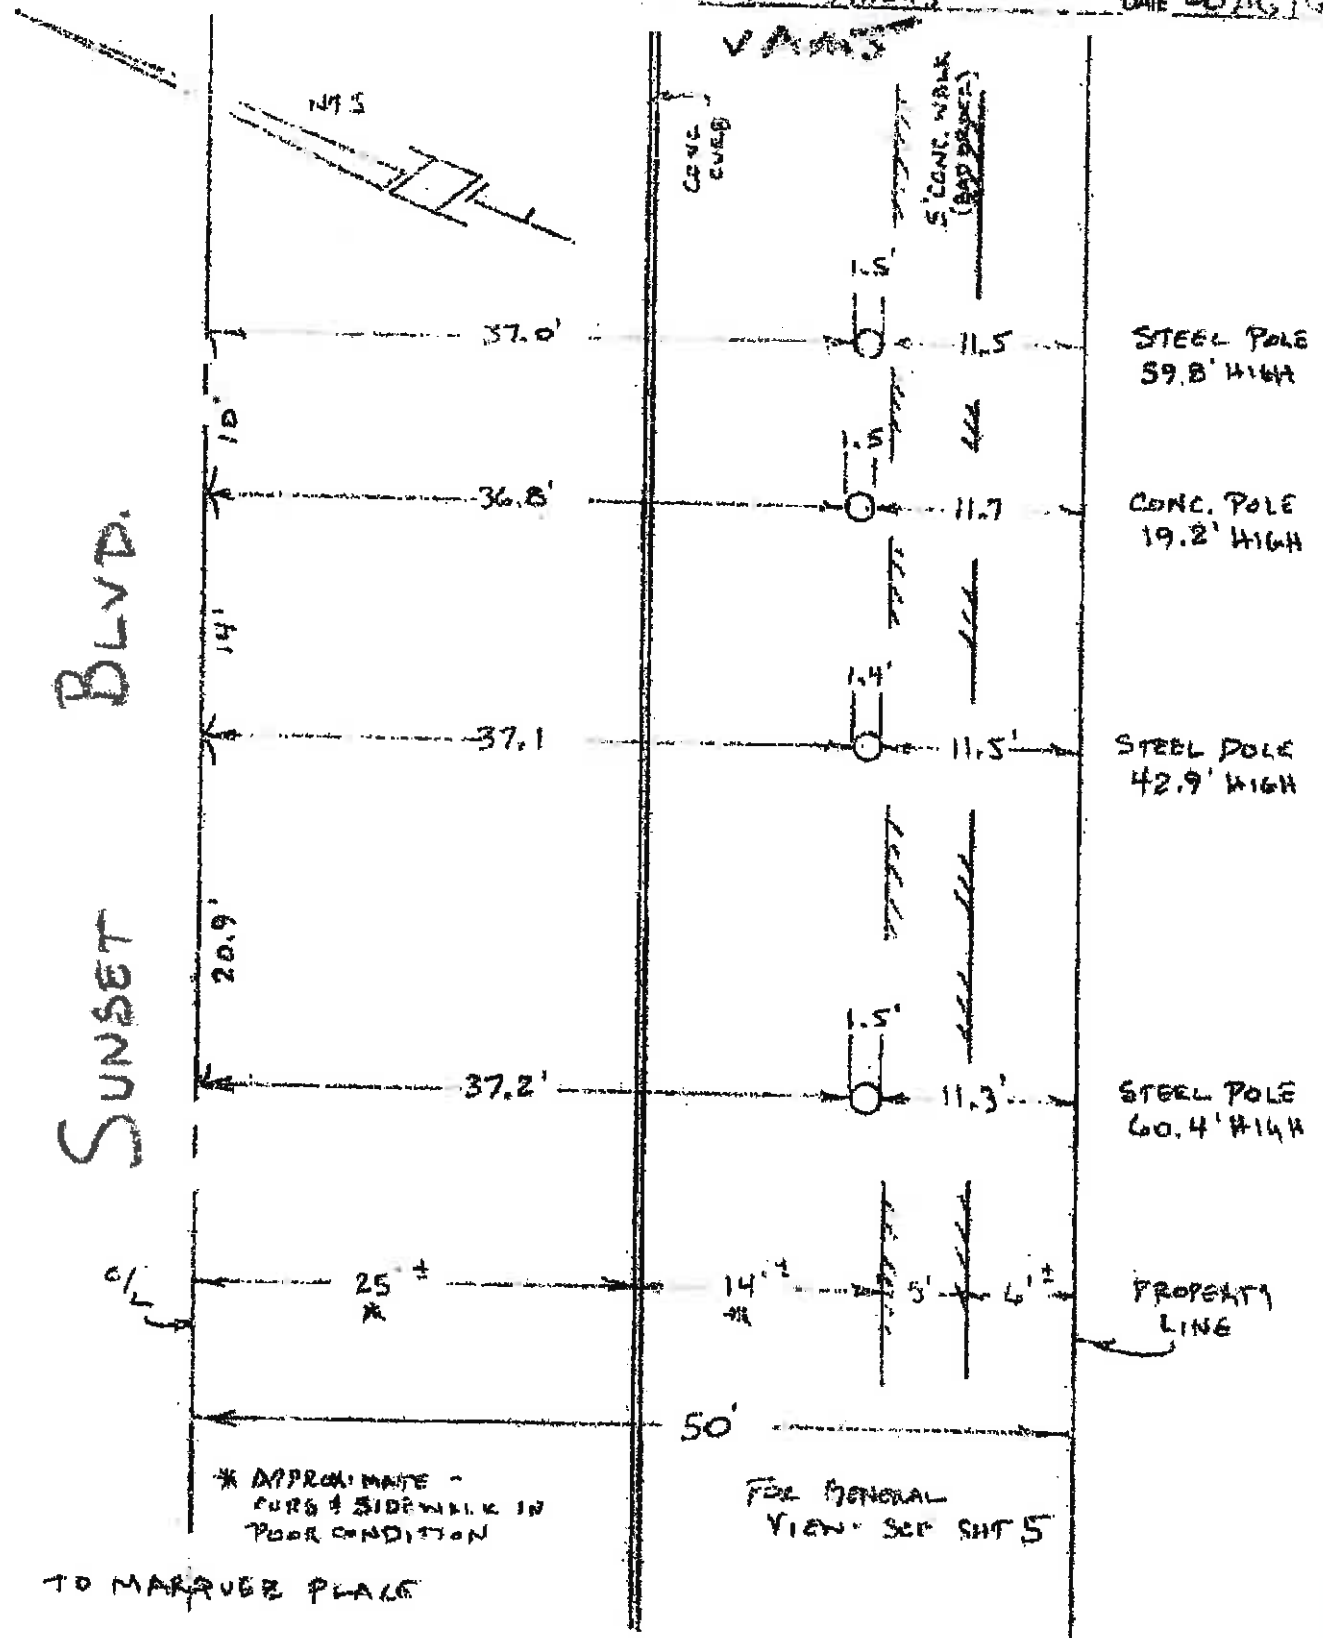 DATE
NTS
CONC
CURB
5' CONC. WALK
(BAD ORDER)
1.5'
37.0'
11.5
STEEL POLE
59.8' HIGH
10'
1.5
36.8'
11.7
CONC. POLE
19.2' HIGH
14'
1.4'
37.1
11.5'
STEEL POLE
42.9' HIGH
20.9'
1.5'
37.2'
11.3'
STEEL POLE
60.4' HIGH
SUNSET BLVD.
C/L
25 ±
*
14' ±
*
5'
6' ±
PROPERTY
LINE
50'
* APPROXIMATE -
CURB & SIDEWALK IN
POOR CONDITION
FOR GENERAL
VIEW - SEE SHT 5
TO MARQUEZ PLACE